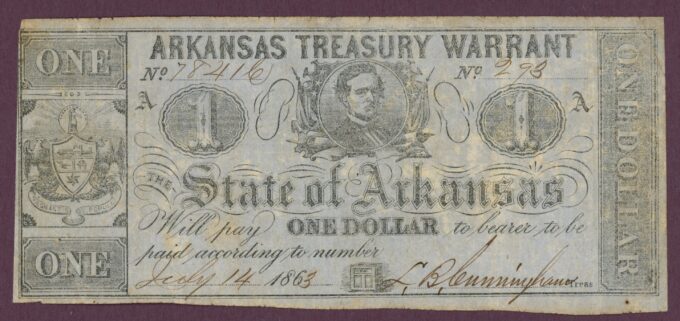 ARKANSAS TREASURY WARRANT
No 78416 No 293
ONE
A 1 1 A
THE
State of Arkansas
Will pay ONE DOLLAR to bearer to be
paid according to number
July 14 1863
ONE
ONE DOLLAR